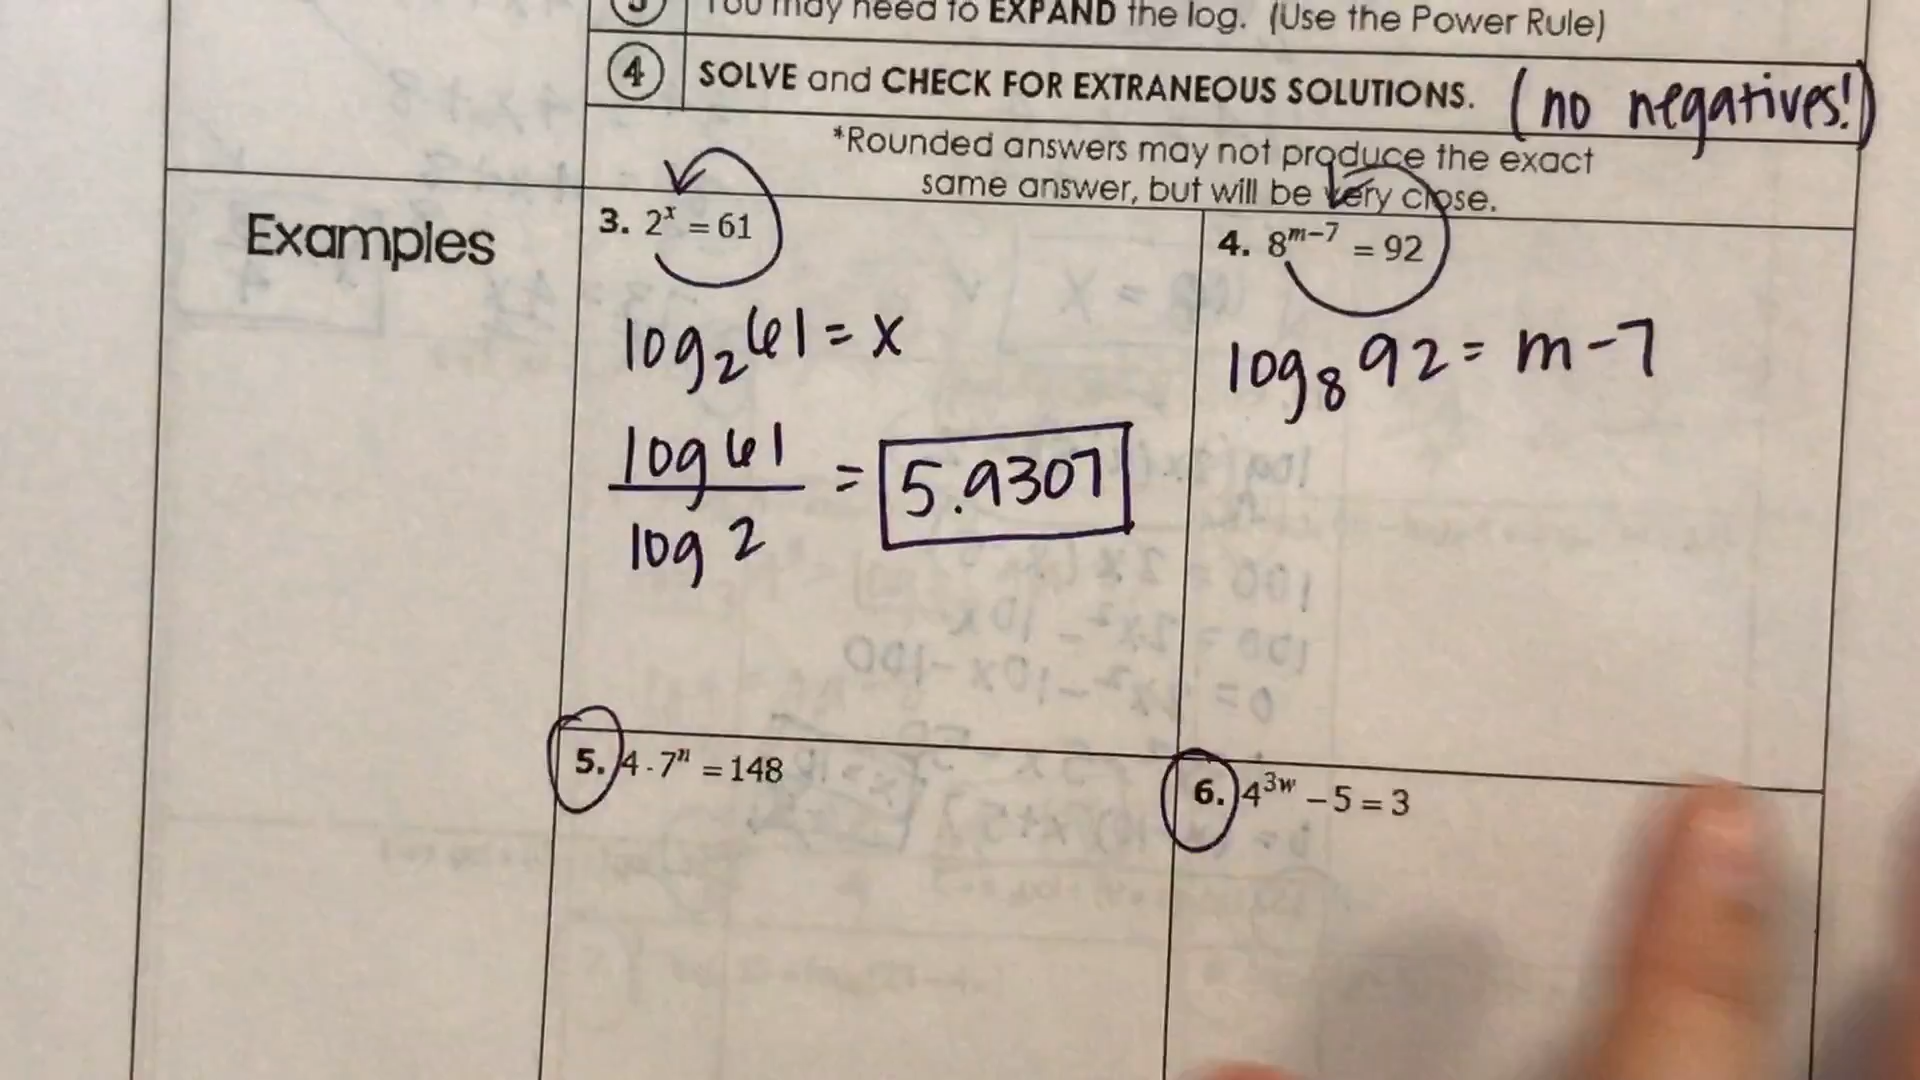 3 You may need to EXPAND the log. (Use the Power Rule)
4 SOLVE and CHECK FOR EXTRANEOUS SOLUTIONS. (no negatives!)
*Rounded answers may not produce the exact
same answer, but will be very close.
Examples
3. 2^x = 61
log₂61 = x
log 61
log 2
= 5.9307
4. 8^{m-7} = 92
log₈92 = m-7
5. 4·7^n = 148
6. 4^{3w} - 5 = 3